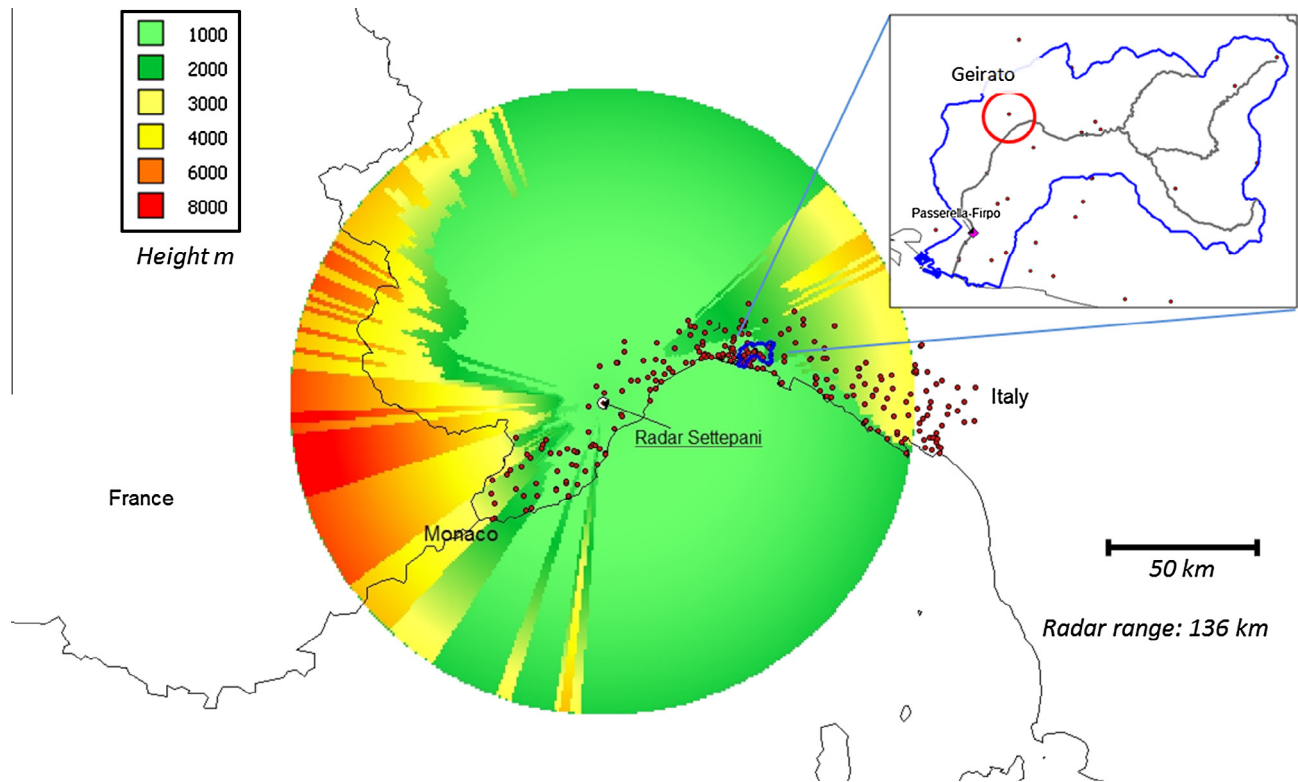 1000
2000
3000
4000
6000
8000
Height m
Geirato
Passerella-Firpo
Italy
Radar Settepani
France
Monaco
50 km
Radar range: 136 km